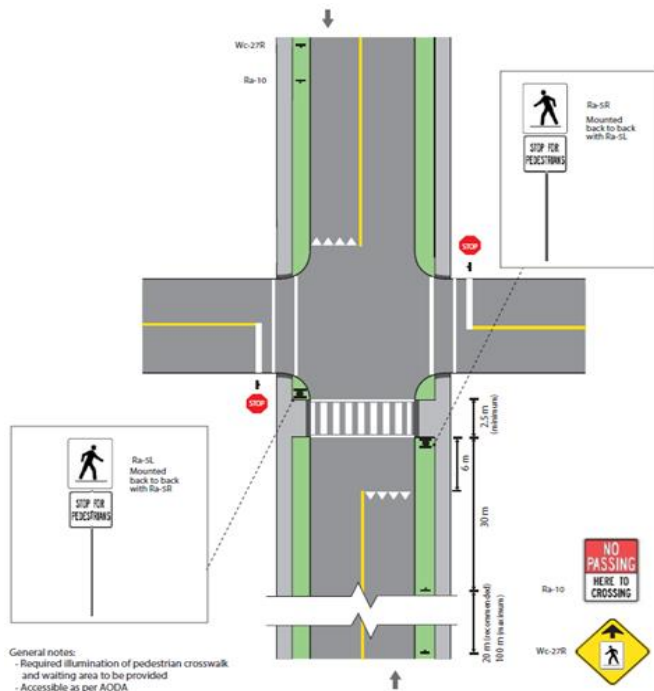 Wc-27R
Ra-10
Ra-5R
Mounted
back to back
with Ra-5L
STOP FOR
PEDESTRIANS
STOP
STOP
2.5 m
(minimum)
6 m
30 m
20 m (recommended)
100 m (maximum)
Ra-5L
Mounted
back to back
with Ra-5R
STOP FOR
PEDESTRIANS
Ra-10
NO
PASSING
HERE TO
CROSSING
Wc-27R
General notes:
- Required illumination of pedestrian crosswalk
and waiting area to be provided
- Accessible as per AODA